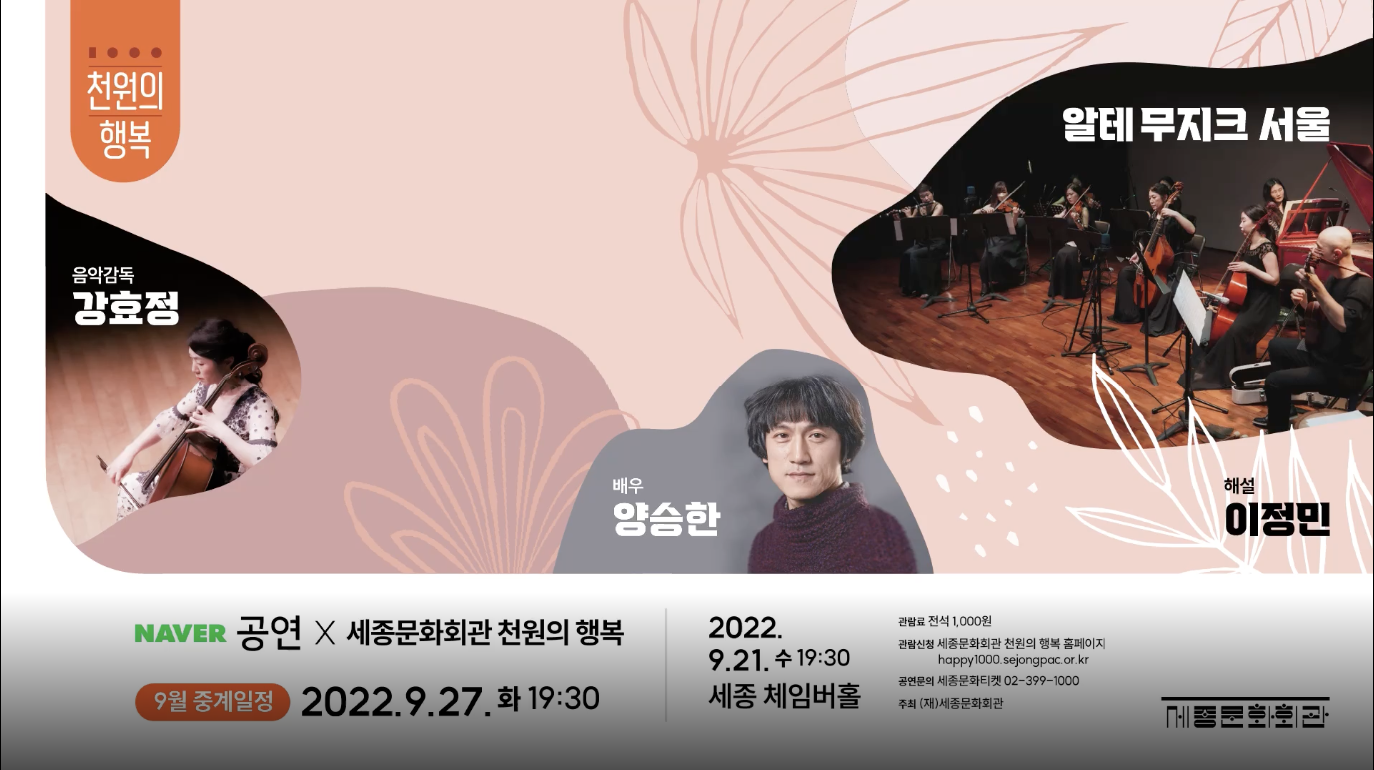 1000
천원의
행복
알테 무지크 서울
음악감독
강효정
배우
양승한
해설
이정민
NAVER 공연 X 세종문화회관 천원의 행복
9월 중계일정 2022.9.27. 화 19:30
2022.
9.21. 수 19:30
세종 체임버홀
관람료 전석 1,000원
관람신청 세종문화회관 천원의 행복 홈페이지
happy1000.sejongpac.or.kr
공연문의 세종문화티켓 02-399-1000
주최 (재)세종문화회관
세종문화회관